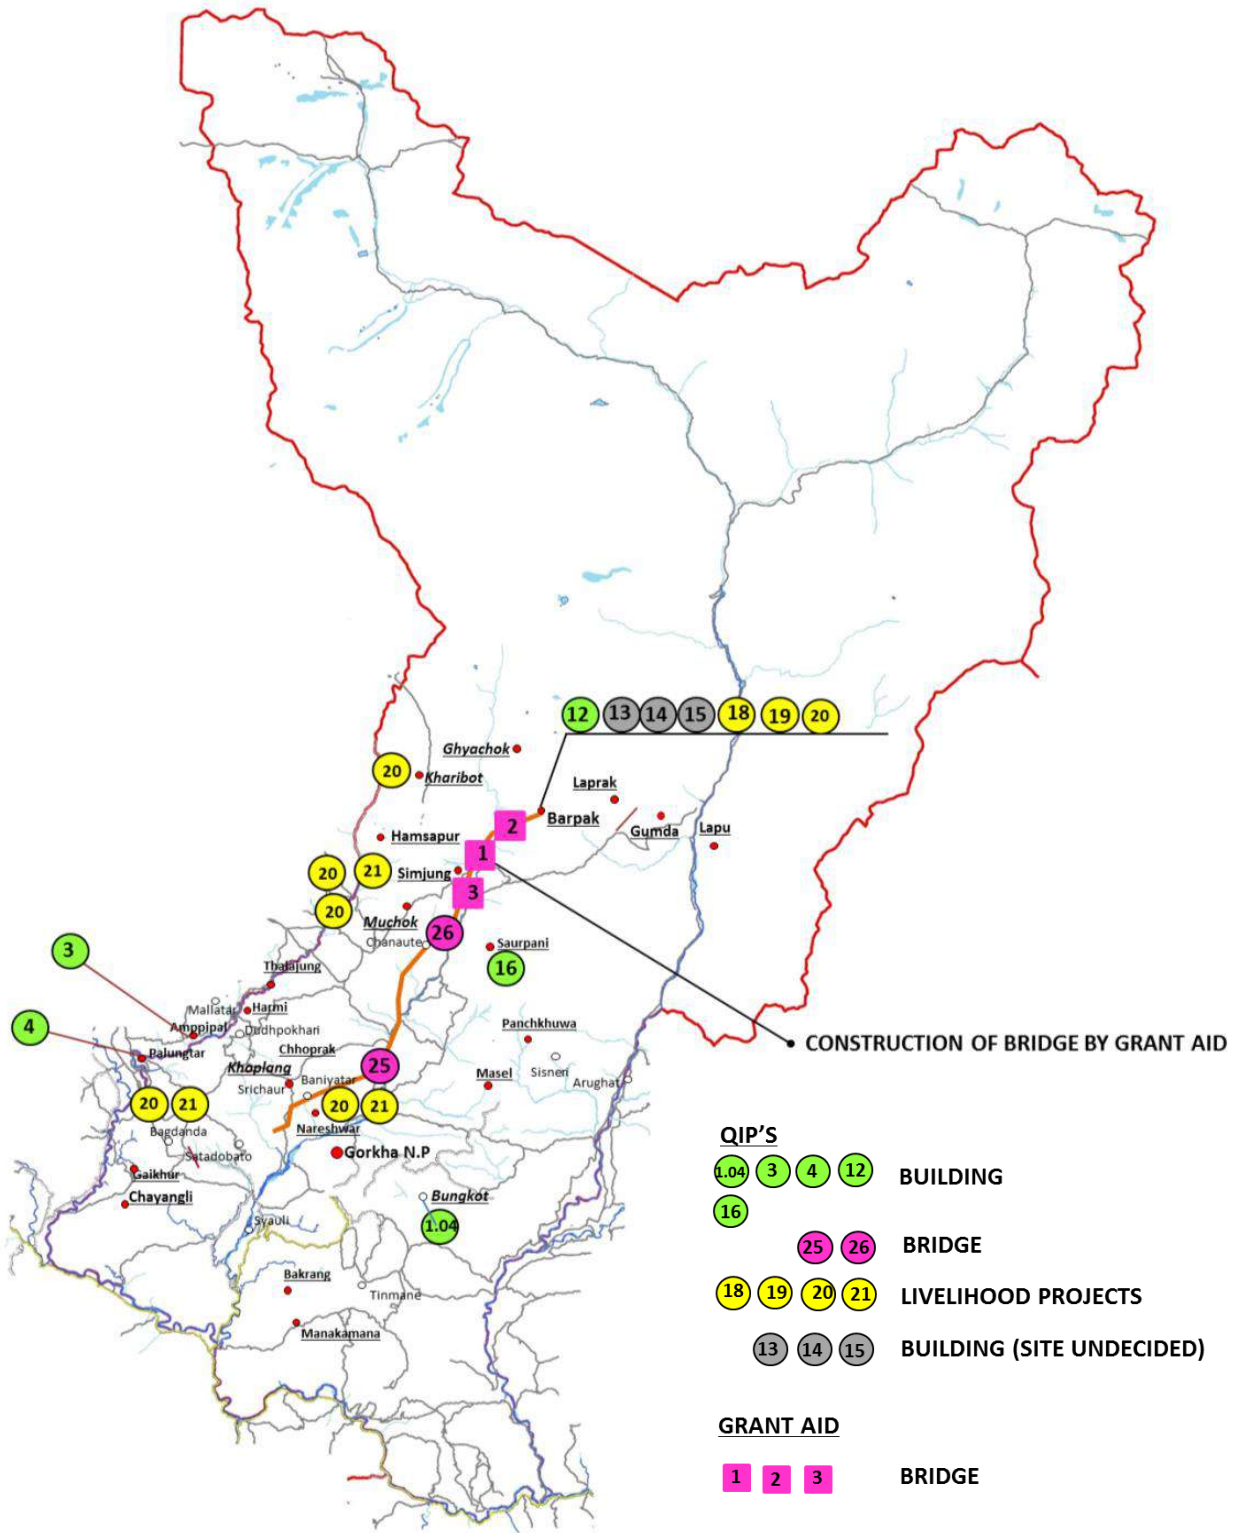 12 13 14 15 18 19 20
Ghyachok
20
Kharibot
Laprak
Barpak
2
Gumda
Lapu
Hamsapur
1
20
21
Simjung
3
20
Muchok
26
Chanaute
Saurpani
3
16
Thalajung
Mallatar
Harmi
4
Amppipal
Dudhpokhari
Panchkhuwa
CONSTRUCTION OF BRIDGE BY GRANT AID
Palungtar
Chhoprak
Khoplang
25
Sisneri
Srichaur
Baniyatar
Masel
Arughat
20 21
20 21
Bagdanda
Nareshwar
Satadobato
Gorkha N.P
Gaikhur
Chayangli
Bungkot
1.04
Syauli
Bakrang
Tinmane
Manakamana
QIP'S
1.04 3 4 12
BUILDING
16
25 26 BRIDGE
18 19 20 21 LIVELIHOOD PROJECTS
13 14 15 BUILDING (SITE UNDECIDED)
GRANT AID
1 2 3 BRIDGE